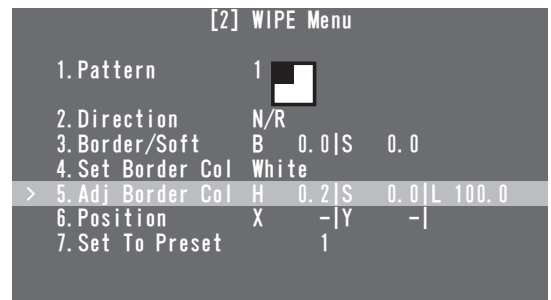 [2] WIPE Menu
1.Pattern 1
2.Direction N/R
3.Border/Soft B 0.0|S 0.0
4.Set Border Col White
> 5.Adj Border Col H 0.2|S 0.0|L 100.0
6.Position X -|Y -|
7.Set To Preset 1